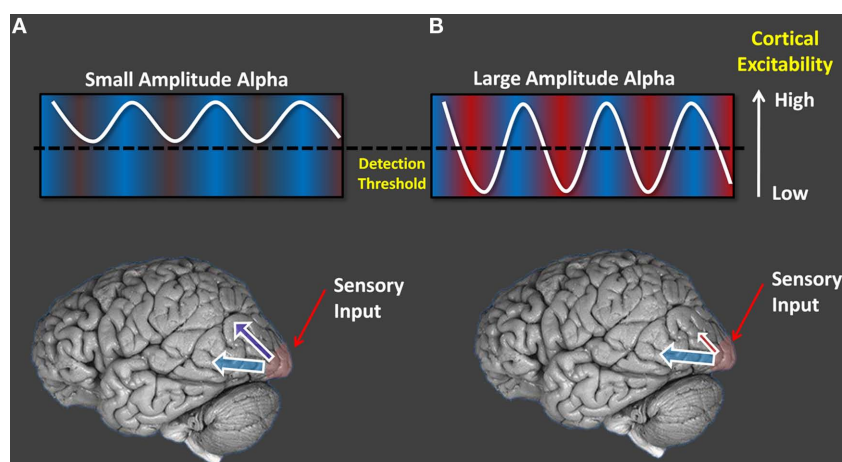 A
B
Cortical
Excitability
Small Amplitude Alpha
Large Amplitude Alpha
High
Detection
Threshold
Low
Sensory
Input
Sensory
Input